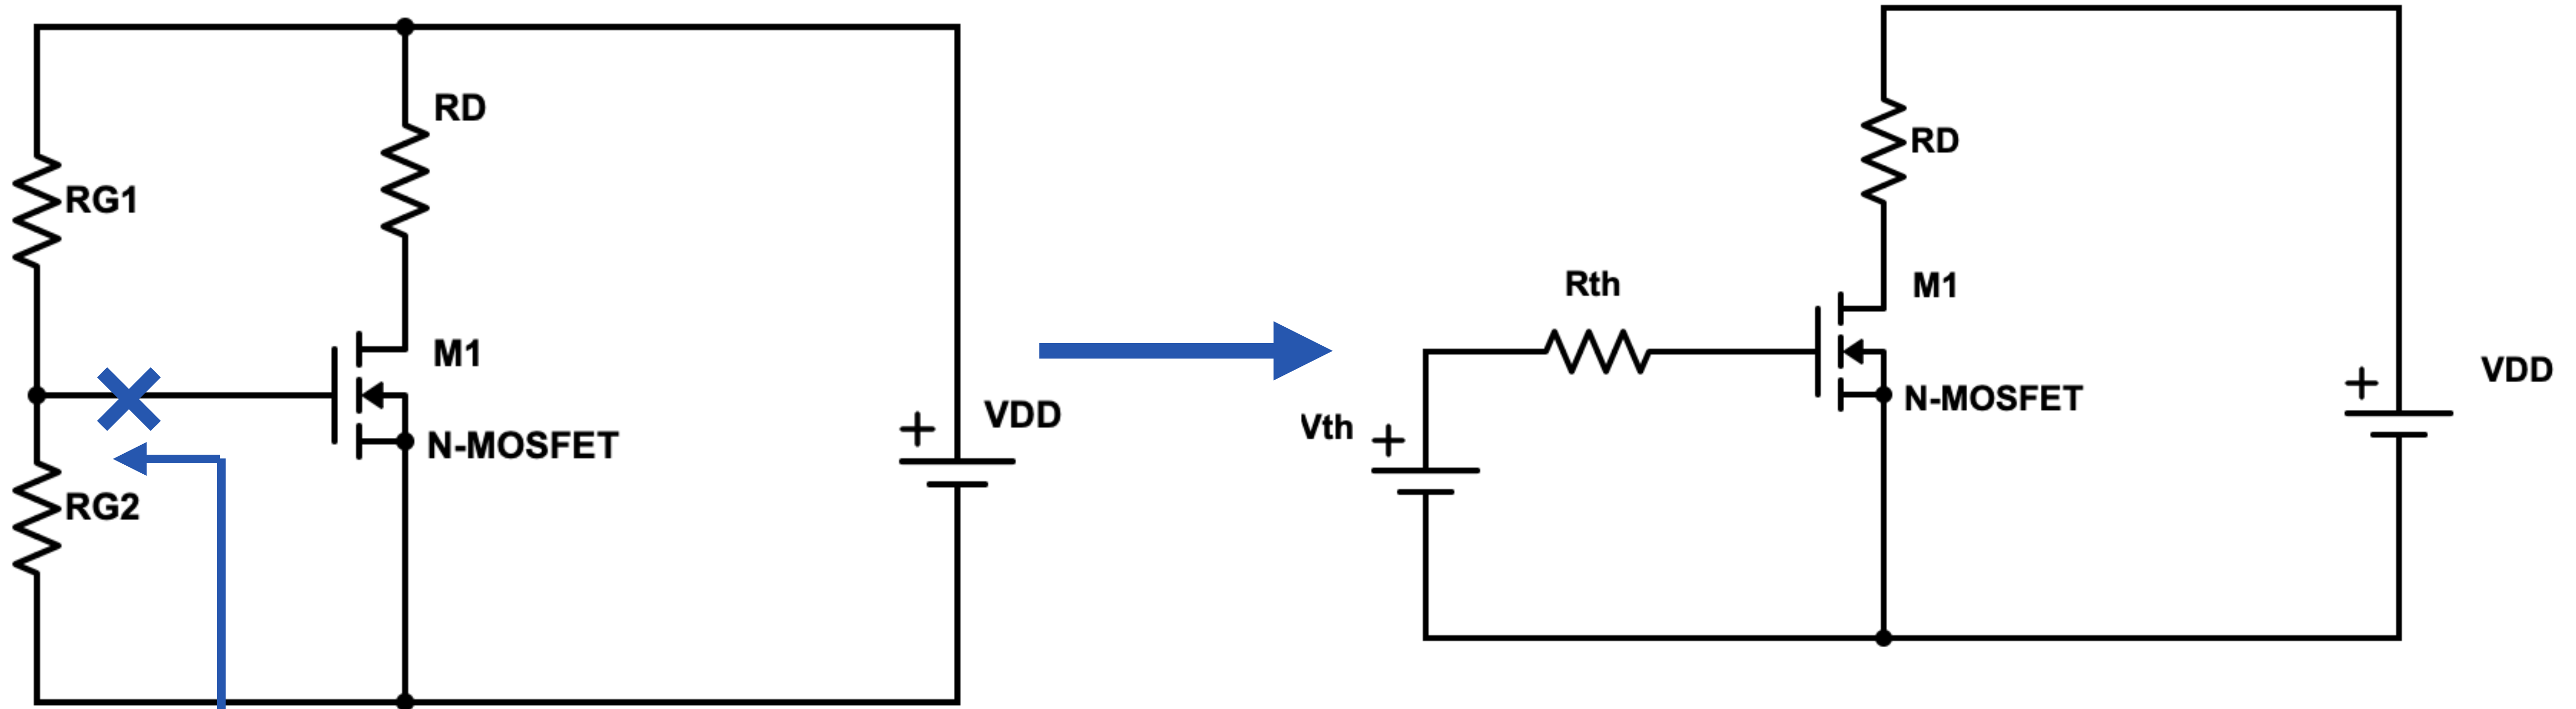 RD
RG1
M1
N-MOSFET
RG2
+
VDD
RD
Rth
M1
N-MOSFET
Vth
+
+
VDD